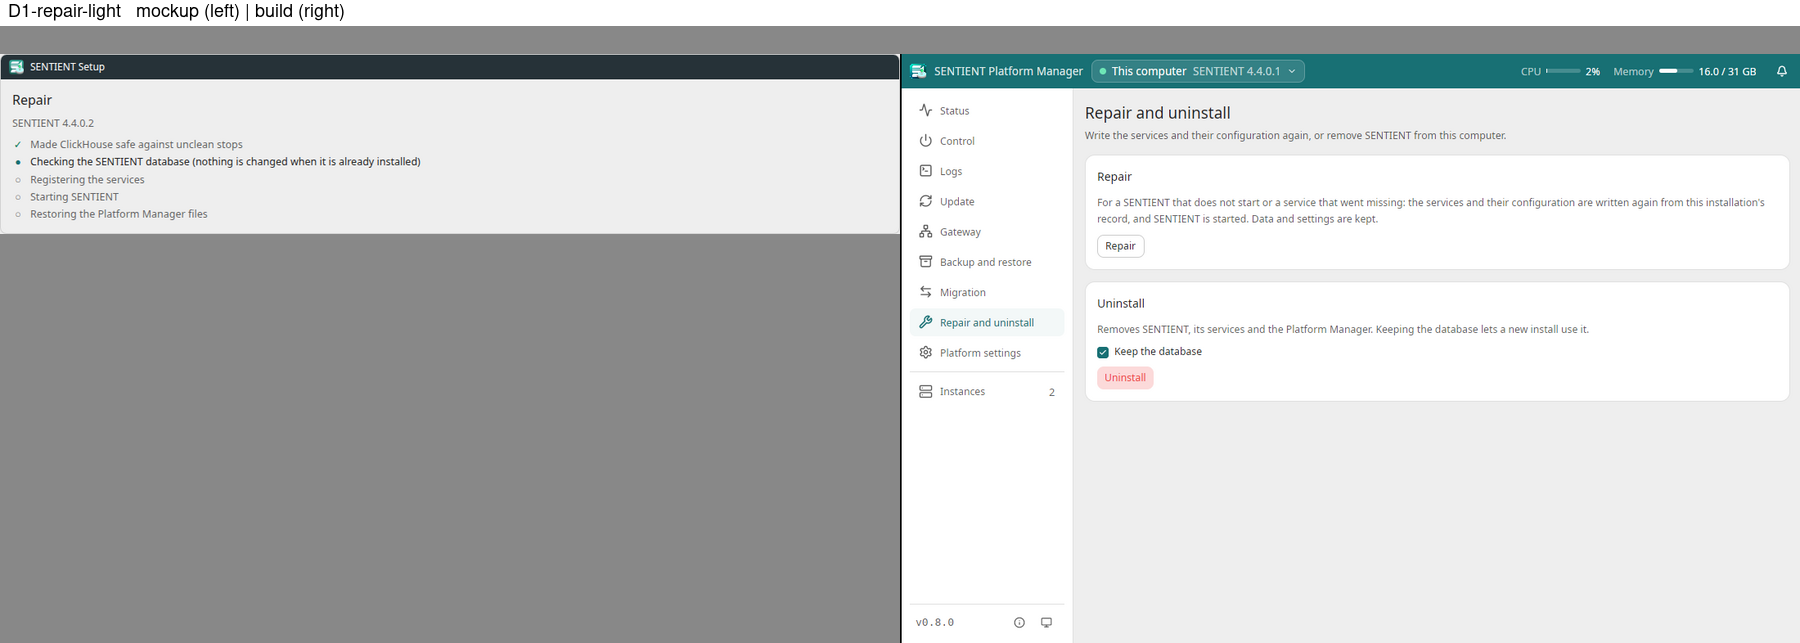 D1-repair-light mockup (left) | build (right)
SENTIENT Setup
Repair
SENTIENT 4.4.0.2
✓ Made ClickHouse safe against unclean stops
● Checking the SENTIENT database (nothing is changed when it is already installed)
○ Registering the services
○ Starting SENTIENT
○ Restoring the Platform Manager files
SENTIENT Platform Manager
This computer SENTIENT 4.4.0.1
CPU 2% Memory 16.0 / 31 GB
Status
Control
Logs
Update
Gateway
Backup and restore
Migration
Repair and uninstall
Platform settings
Instances 2
v0.8.0
Repair and uninstall
Write the services and their configuration again, or remove SENTIENT from this computer.
Repair
For a SENTIENT that does not start or a service that went missing: the services and their configuration are written again from this installation's
record, and SENTIENT is started. Data and settings are kept.
Repair
Uninstall
Removes SENTIENT, its services and the Platform Manager. Keeping the database lets a new install use it.
Keep the database
Uninstall